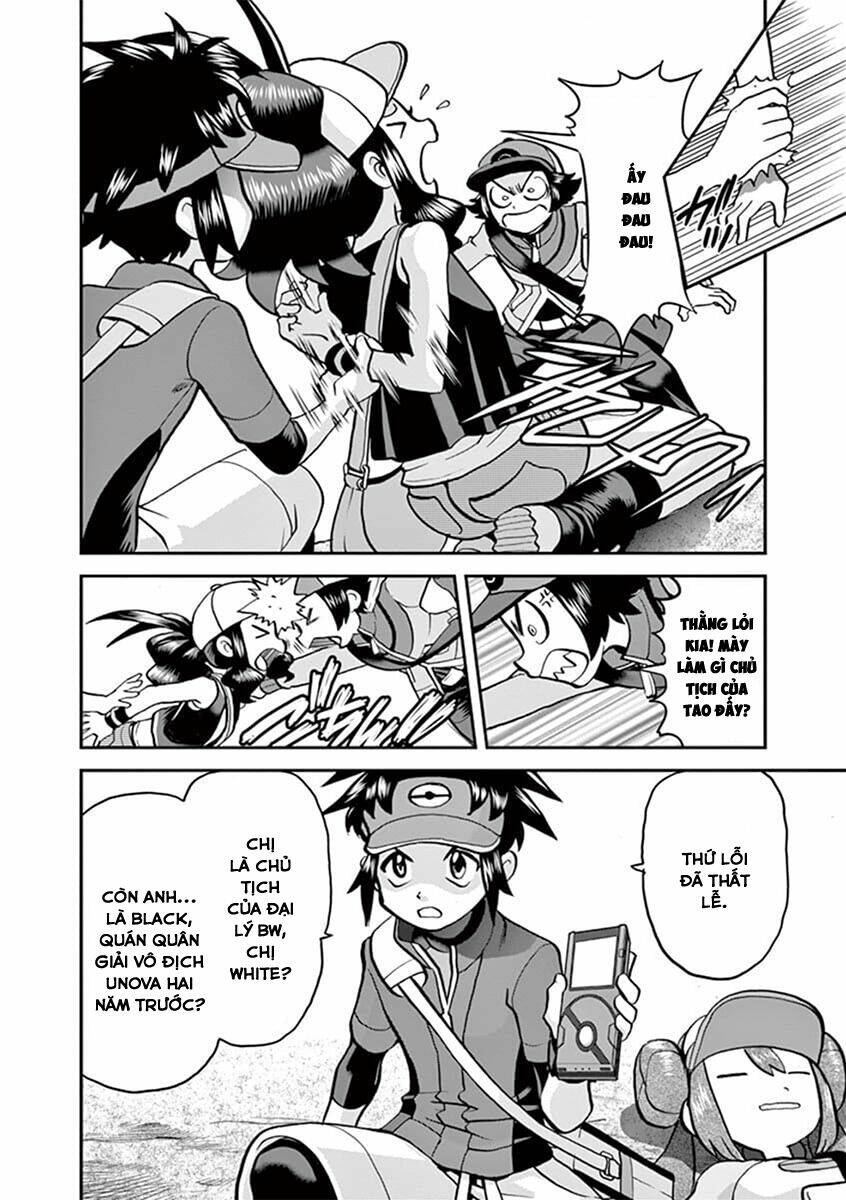 ẤY
ĐAU
ĐAU
ĐAU!
THẰNG LỎI
KIA! MÀY
LÀM GÌ CHỦ
TỊCH CỦA
TAO ĐẤY?
THỨ LỖI
ĐÃ THẤT
LỄ.
CHỊ
LÀ CHỦ
TỊCH
CỦA ĐẠI
LÝ BW,
CHỊ
WHITE?
CÒN ANH...
LÀ BLACK,
QUÁN QUÂN
GIẢI VÔ ĐỊCH
UNOVA HAI
NĂM TRƯỚC?